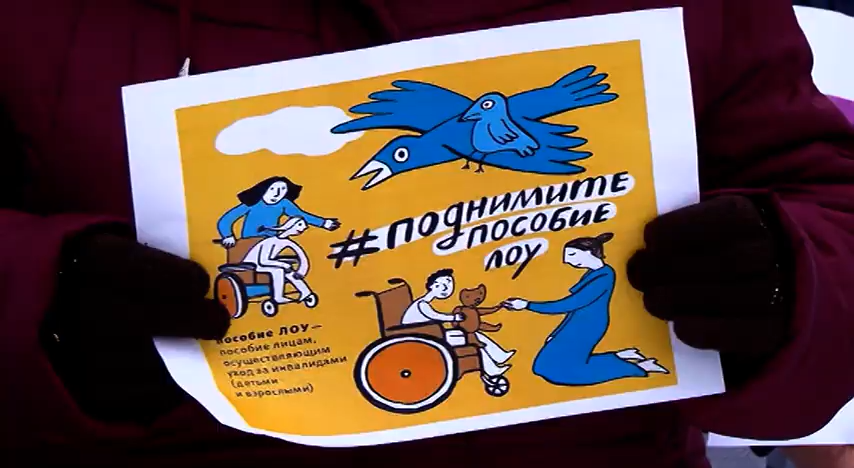 #поднимите
пособие
лоу
пособие ЛОУ—
пособие лицам,
осуществляющим
уход за инвалидами
(детьми
и взрослыми)